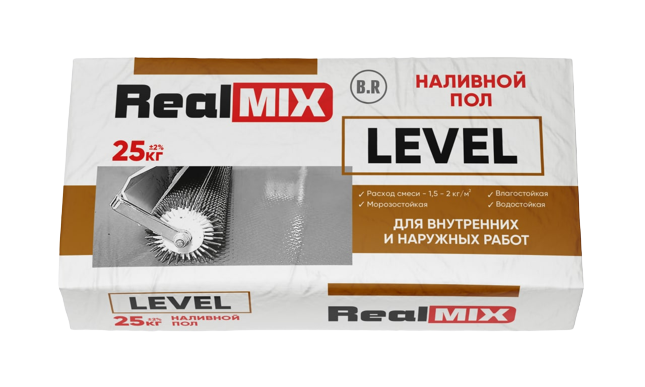 RealMIX
B.R
НАЛИВНОЙ
ПОЛ
LEVEL
25 ±2%
КГ
✓ Расход смеси - 1,5 - 2 кг/м²
✓ Влагостойкая
✓ Морозостойкая
✓ Водостойкая
ДЛЯ ВНУТРЕННИХ
И НАРУЖНЫХ РАБОТ
LEVEL
25 ±2%
КГ
НАЛИВНОЙ
ПОЛ
RealMIX